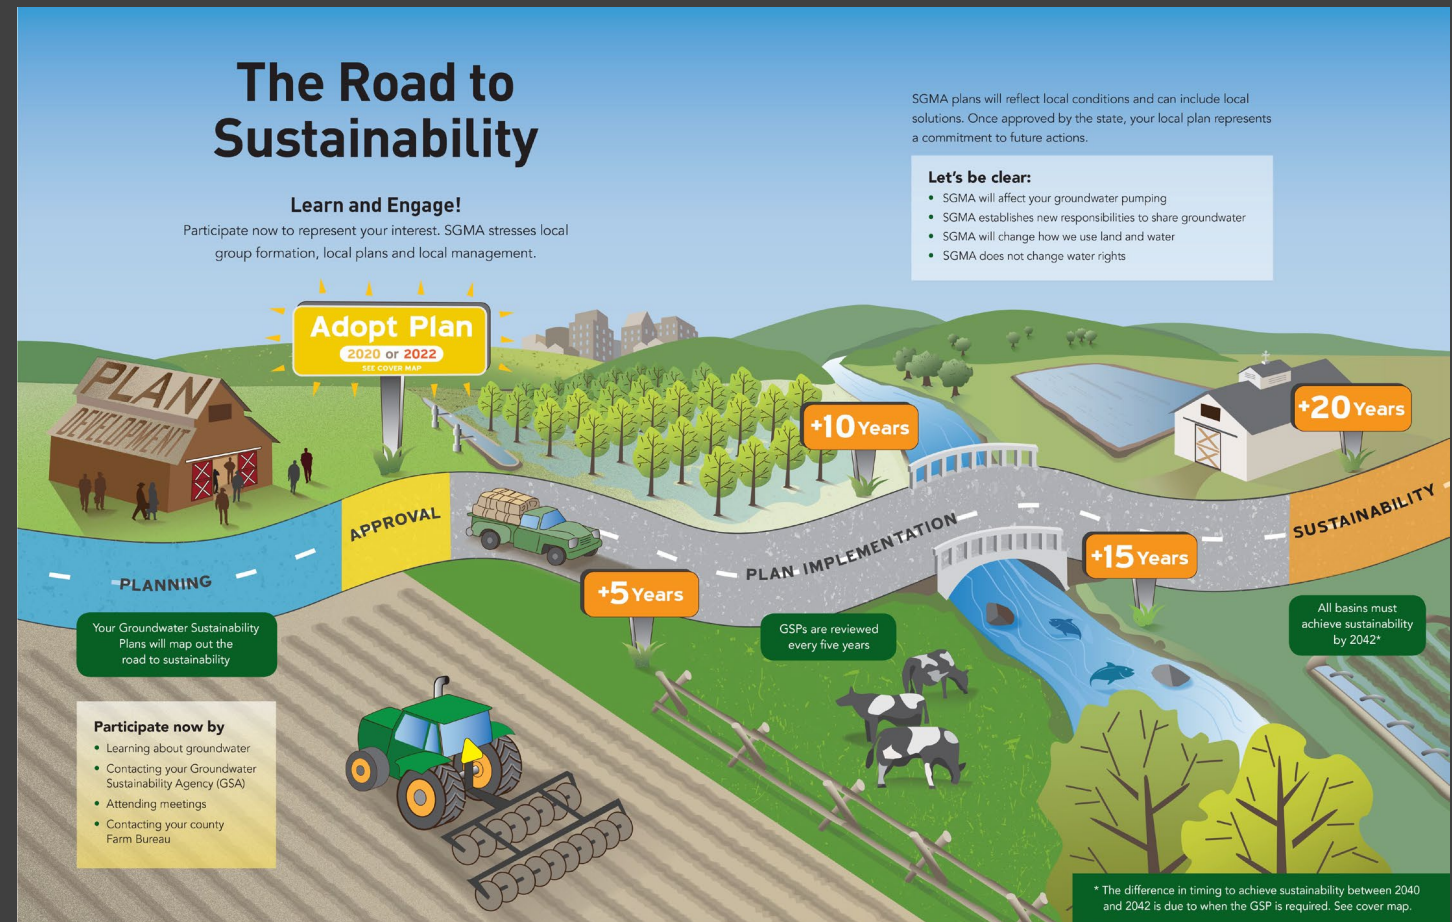 The Road to
Sustainability
Learn and Engage!
Participate now to represent your interest. SGMA stresses local
group formation, local plans and local management.
SGMA plans will reflect local conditions and can include local
solutions. Once approved by the state, your local plan represents
a commitment to future actions.
Let's be clear:
• SGMA will affect your groundwater pumping
• SGMA establishes new responsibilities to share groundwater
• SGMA will change how we use land and water
• SGMA does not change water rights
Adopt Plan
2020 or 2022
SEE COVER MAP
PLAN
DEVELOPMENT
+10 Years
+20 Years
PLANNING
APPROVAL
PLAN IMPLEMENTATION
SUSTAINABILITY
+5 Years
+15 Years
Your Groundwater Sustainability
Plans will map out the
road to sustainability
GSPs are reviewed
every five years
All basins must
achieve sustainability
by 2042*
Participate now by
• Learning about groundwater
• Contacting your Groundwater
Sustainability Agency (GSA)
• Attending meetings
• Contacting your county
Farm Bureau
* The difference in timing to achieve sustainability between 2040
and 2042 is due to when the GSP is required. See cover map.